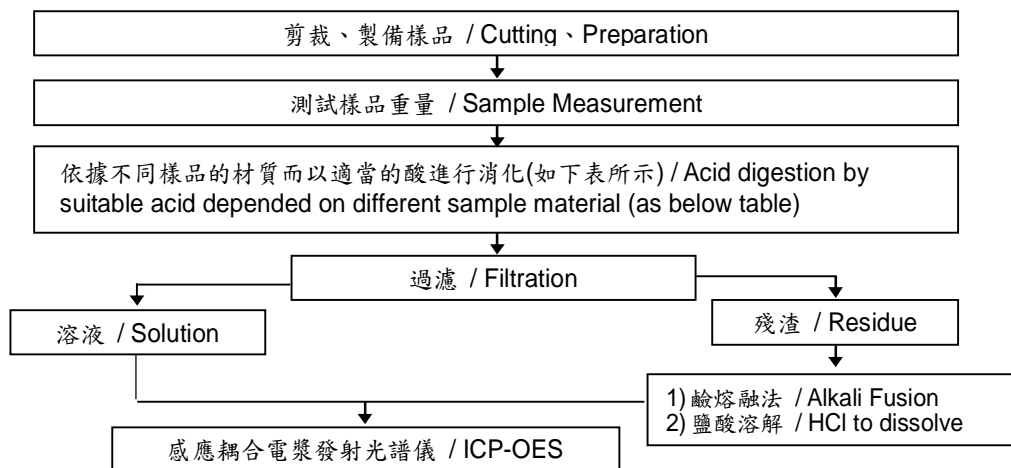 剪裁、製備樣品 / Cutting、Preparation
測試樣品重量 / Sample Measurement
依據不同樣品的材質而以適當的酸進行消化(如下表所示) / Acid digestion by
suitable acid depended on different sample material (as below table)
過濾 / Filtration
溶液 / Solution
殘渣 / Residue
1) 鹼熔融法 / Alkali Fusion
2) 鹽酸溶解 / HCl to dissolve
感應耦合電漿發射光譜儀 / ICP-OES